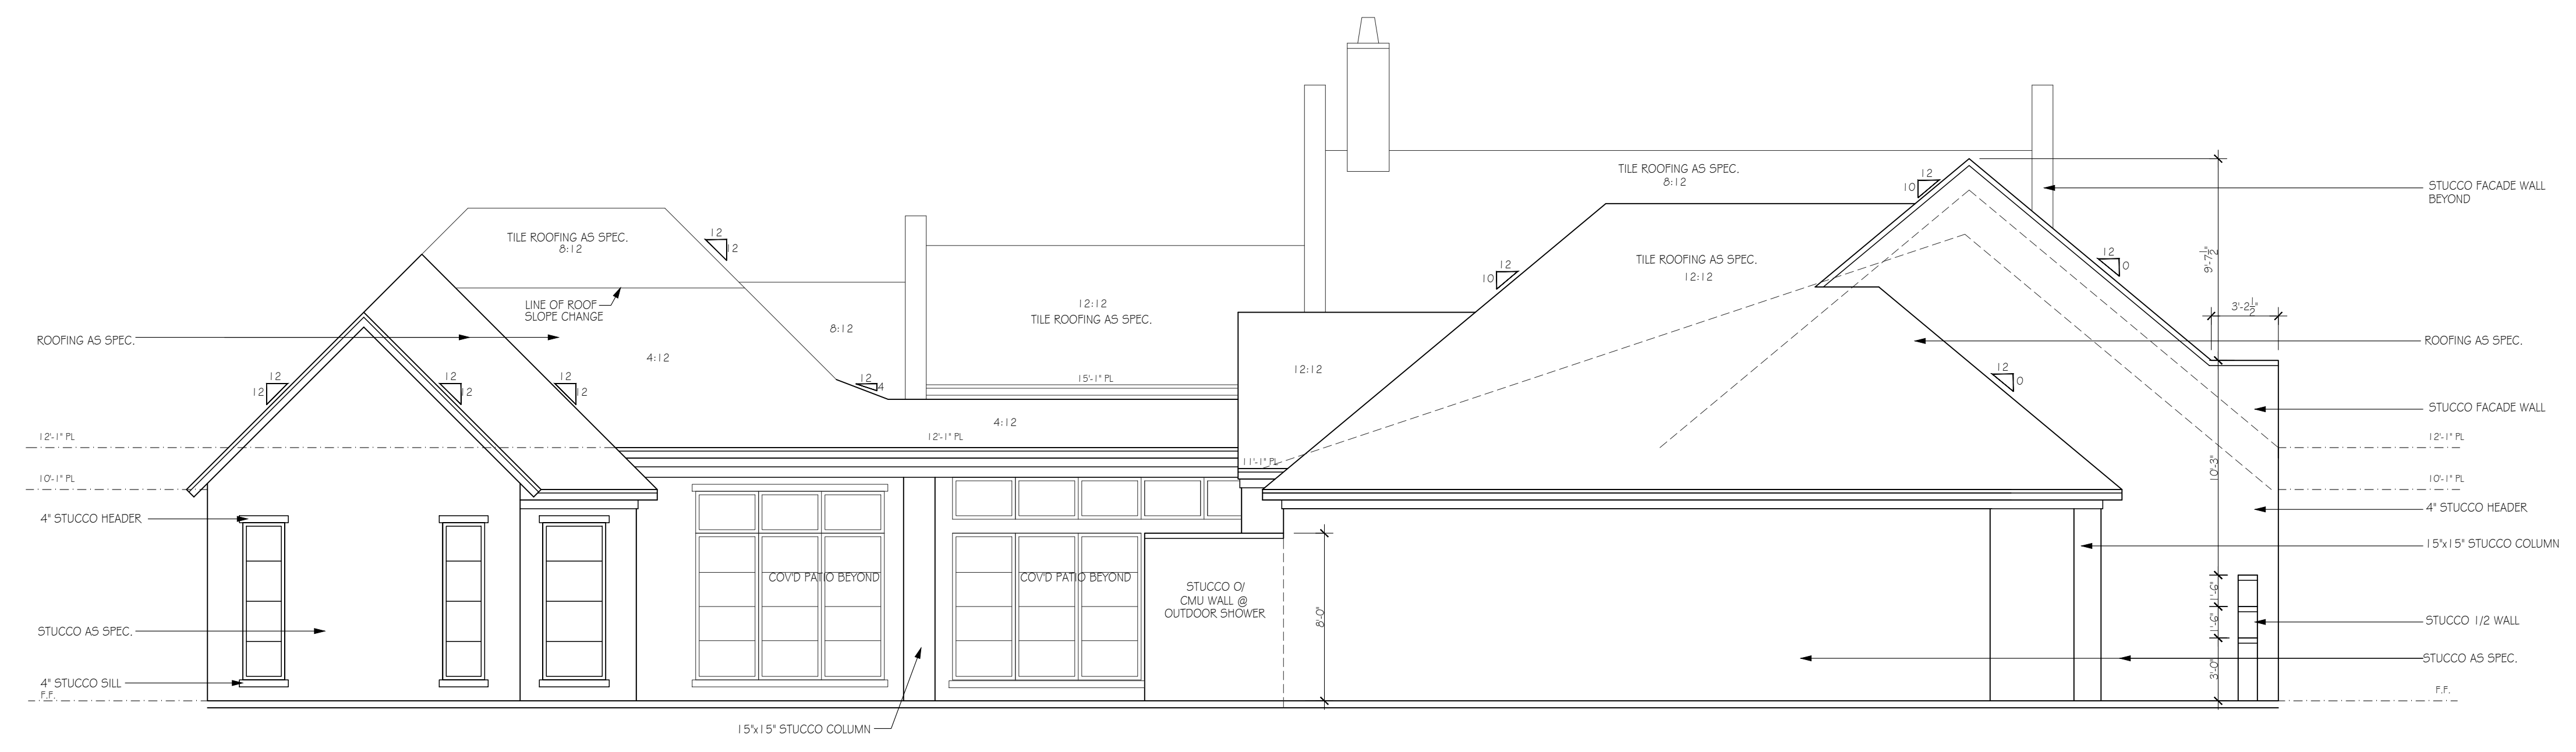 TILE ROOFING AS SPEC.
8:12
12
10
STUCCO FACADE WALL
BEYOND
TILE ROOFING AS SPEC.
8:12
12
12
12
10
TILE ROOFING AS SPEC.
12:12
12
0
9'-7 1/2"
3'-2 1/2"
LINE OF ROOF
SLOPE CHANGE
12:12
TILE ROOFING AS SPEC.
8:12
ROOFING AS SPEC.
4:12
ROOFING AS SPEC.
12
12
12
12
12
12
12
4
15'-1" PL
12:12
12
0
STUCCO FACADE WALL
4:12
12'-1" PL
12'-1" PL
12'-1" PL
11'-1" PL
10'-3"
10'-1" PL
10'-1" PL
4" STUCCO HEADER
4" STUCCO HEADER
15"x15" STUCCO COLUMN
COV'D PATIO BEYOND
COV'D PATIO BEYOND
STUCCO O/
CMU WALL @
OUTDOOR SHOWER
8'-0"
1'-6"
1'-6"
STUCCO 1/2 WALL
STUCCO AS SPEC.
STUCCO AS SPEC.
3'-0"
4" STUCCO SILL
F.F.
F.F.
15"x15" STUCCO COLUMN